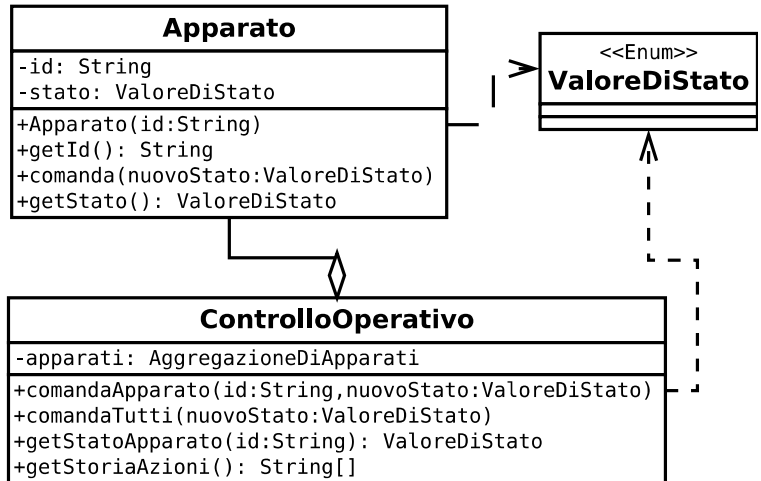 Apparato
-id: String
-stato: ValoreDiStato
+Apparato(id:String)
+getId(): String
+comanda(nuovoStato:ValoreDiStato)
+getStato(): ValoreDiStato
<<Enum>>
ValoreDiStato
ControlloOperativo
-apparati: AggregazioneDiApparati
+comandaApparato(id:String,nuovoStato:ValoreDiStato)
+comandaTutti(nuovoStato:ValoreDiStato)
+getStatoApparato(id:String): ValoreDiStato
+getStoriaAzioni(): String[]